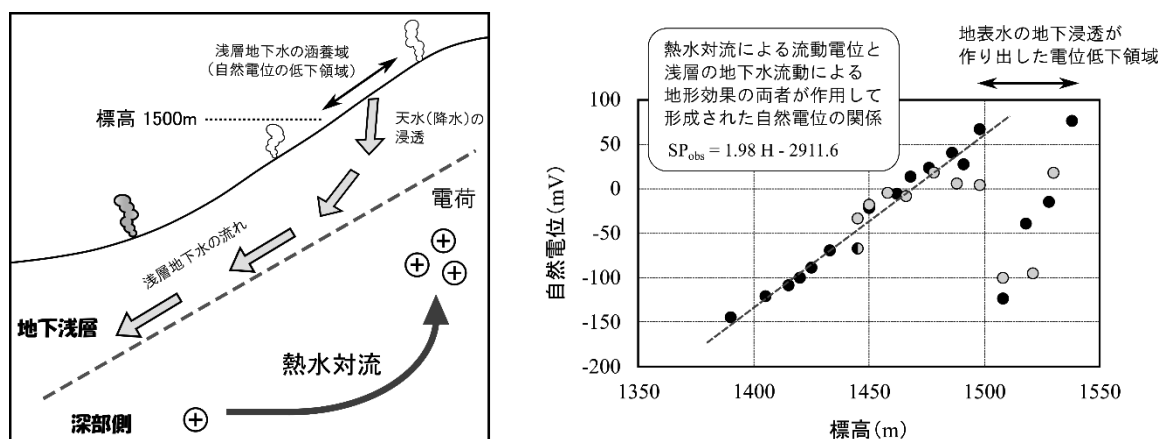 浅層地下水の涵養域
(自然電位の低下領域)
標高 1500m
天水(降水)の
浸透
電荷
浅層地下水の流れ
地下浅層
熱水対流
深部側
地表水の地下浸透が
作り出した電位低下領域
熱水対流による流動電位と
浅層の地下水流動による
地形効果の両者が作用して
形成された自然電位の関係
SPobs = 1.98 H - 2911.6
自然電位(mV)
100
50
0
-50
-100
-150
-200
1350
1400
1450
1500
1550
標高(m)